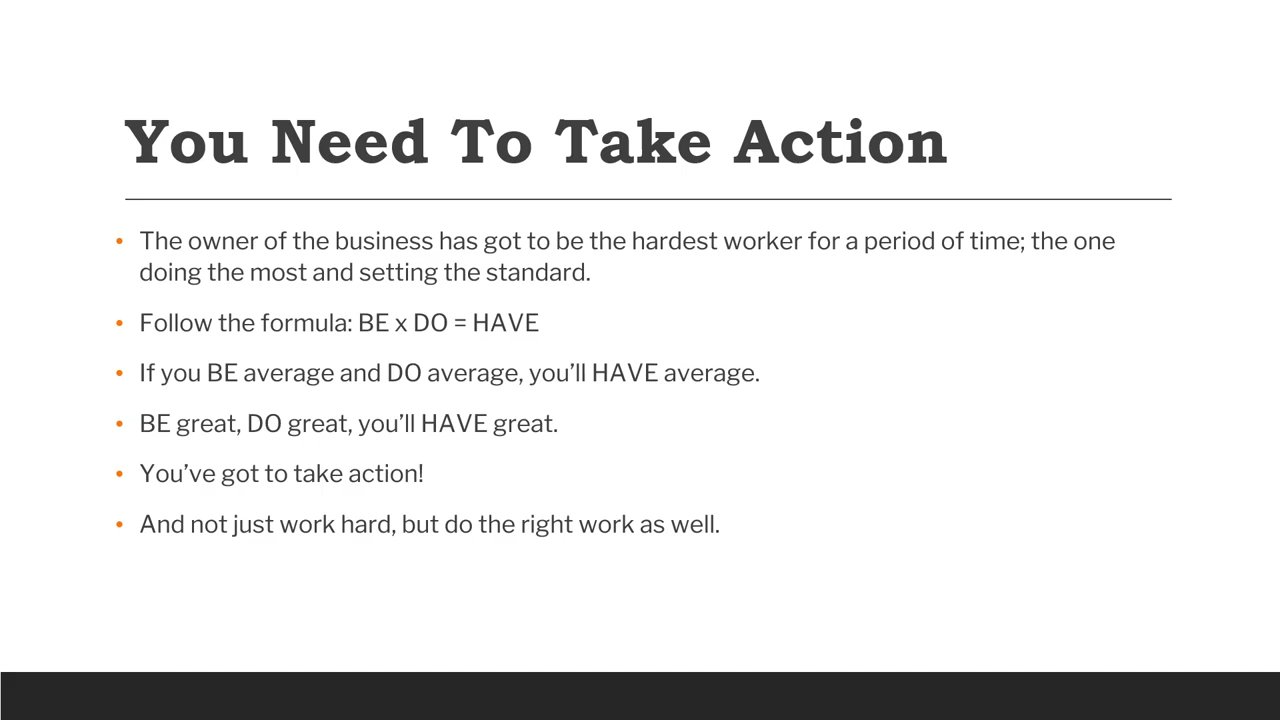 You Need To Take Action
• The owner of the business has got to be the hardest worker for a period of time; the one
doing the most and setting the standard.
• Follow the formula: BE x DO = HAVE
• If you BE average and DO average, you’ll HAVE average.
• BE great, DO great, you’ll HAVE great.
• You’ve got to take action!
• And not just work hard, but do the right work as well.